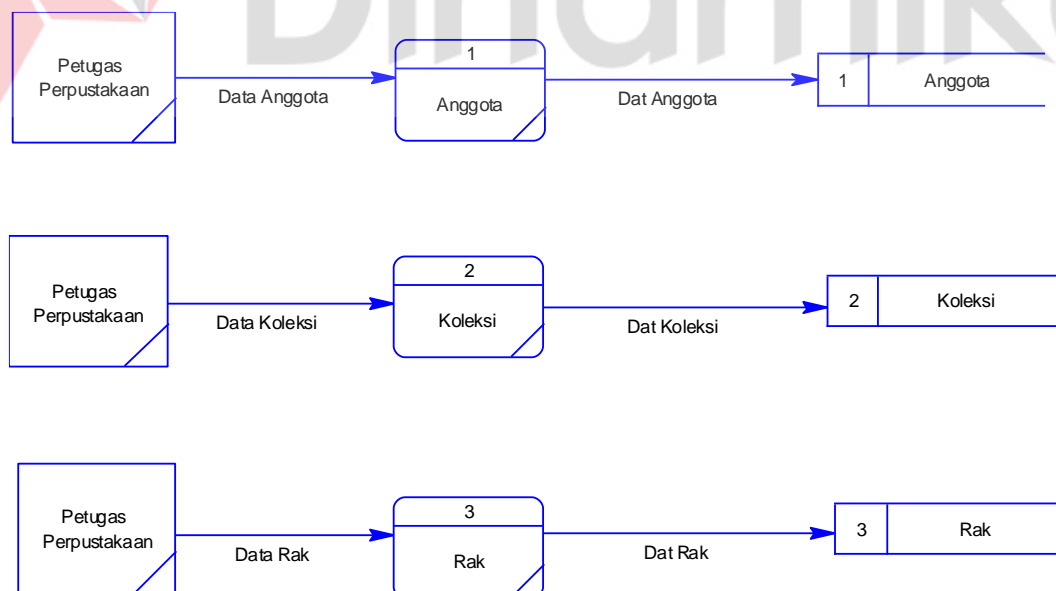 Dinamika
Petugas
Perpustakaan
Data Anggota
1
Anggota
Dat Anggota
1
Anggota
Petugas
Perpustakaan
Data Koleksi
2
Koleksi
Dat Koleksi
2
Koleksi
Petugas
Perpustakaan
Data Rak
3
Rak
Dat Rak
3
Rak